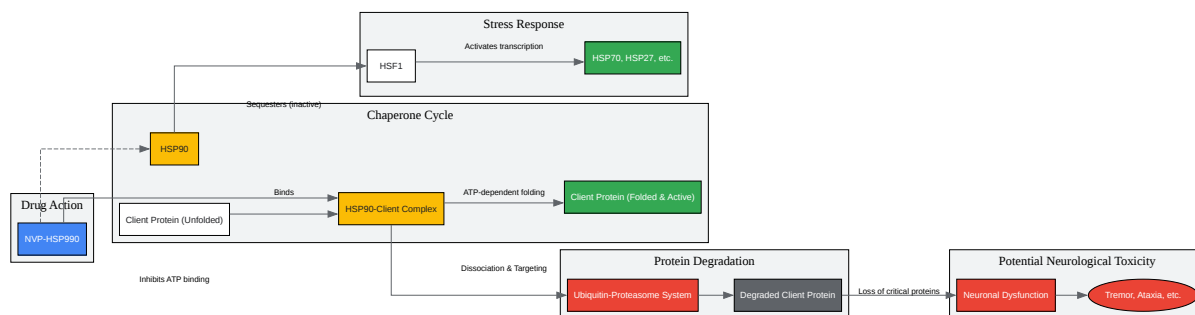 Stress Response
Activates transcription
HSF1
HSP70, HSP27, etc.
Sequesters (inactive)
Chaperone Cycle
HSP90
Binds
ATP-dependent folding
Client Protein (Folded & Active)
HSP90-Client Complex
Client Protein (Unfolded)
Drug Action
NVP-HSP990
Inhibits ATP binding
Dissociation & Targeting
Protein Degradation
Ubiquitin-Proteasome System
Degraded Client Protein
Loss of critical proteins
Potential Neurological Toxicity
Neuronal Dysfunction
Tremor, Ataxia, etc.